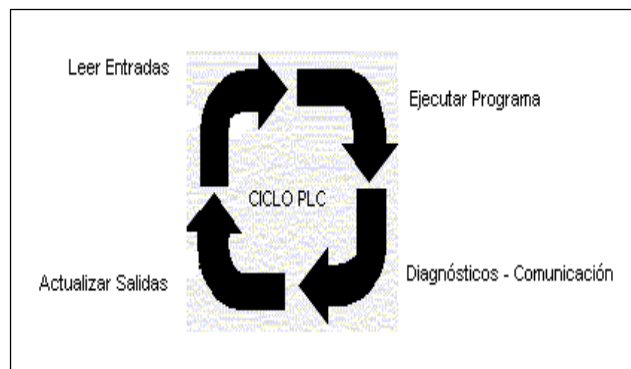 Leer Entradas
Ejecutar Programa
CICLO PLC
Actualizar Salidas
Diagnósticos - Comunicación